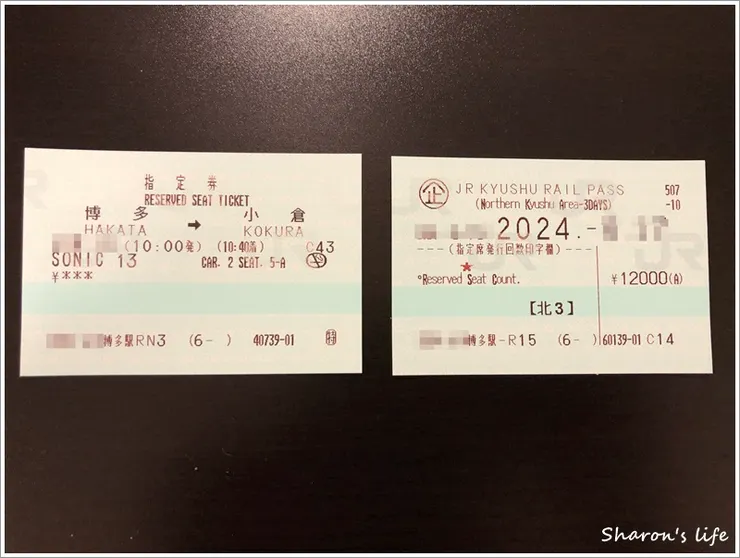 指定券
RESERVED SEAT TICKET
博多 → 小倉
HAKATA KOKURA
(10:00発) (10:40着) C43
SONIC 13 CAR. 2 SEAT. 5-A
￥***
博多駅RN3 (6- ) 40739-01 特
企 JR KYUSHU RAIL PASS 507
(Northern Kyushu Area-3DAYS) -10
2024.-
---(指定席発行回数印字欄)---
★
°Reserved Seat Count. ￥12000(A)
【北3】
博多駅-R15 (6- ) 60139-01 C14
Sharon's life